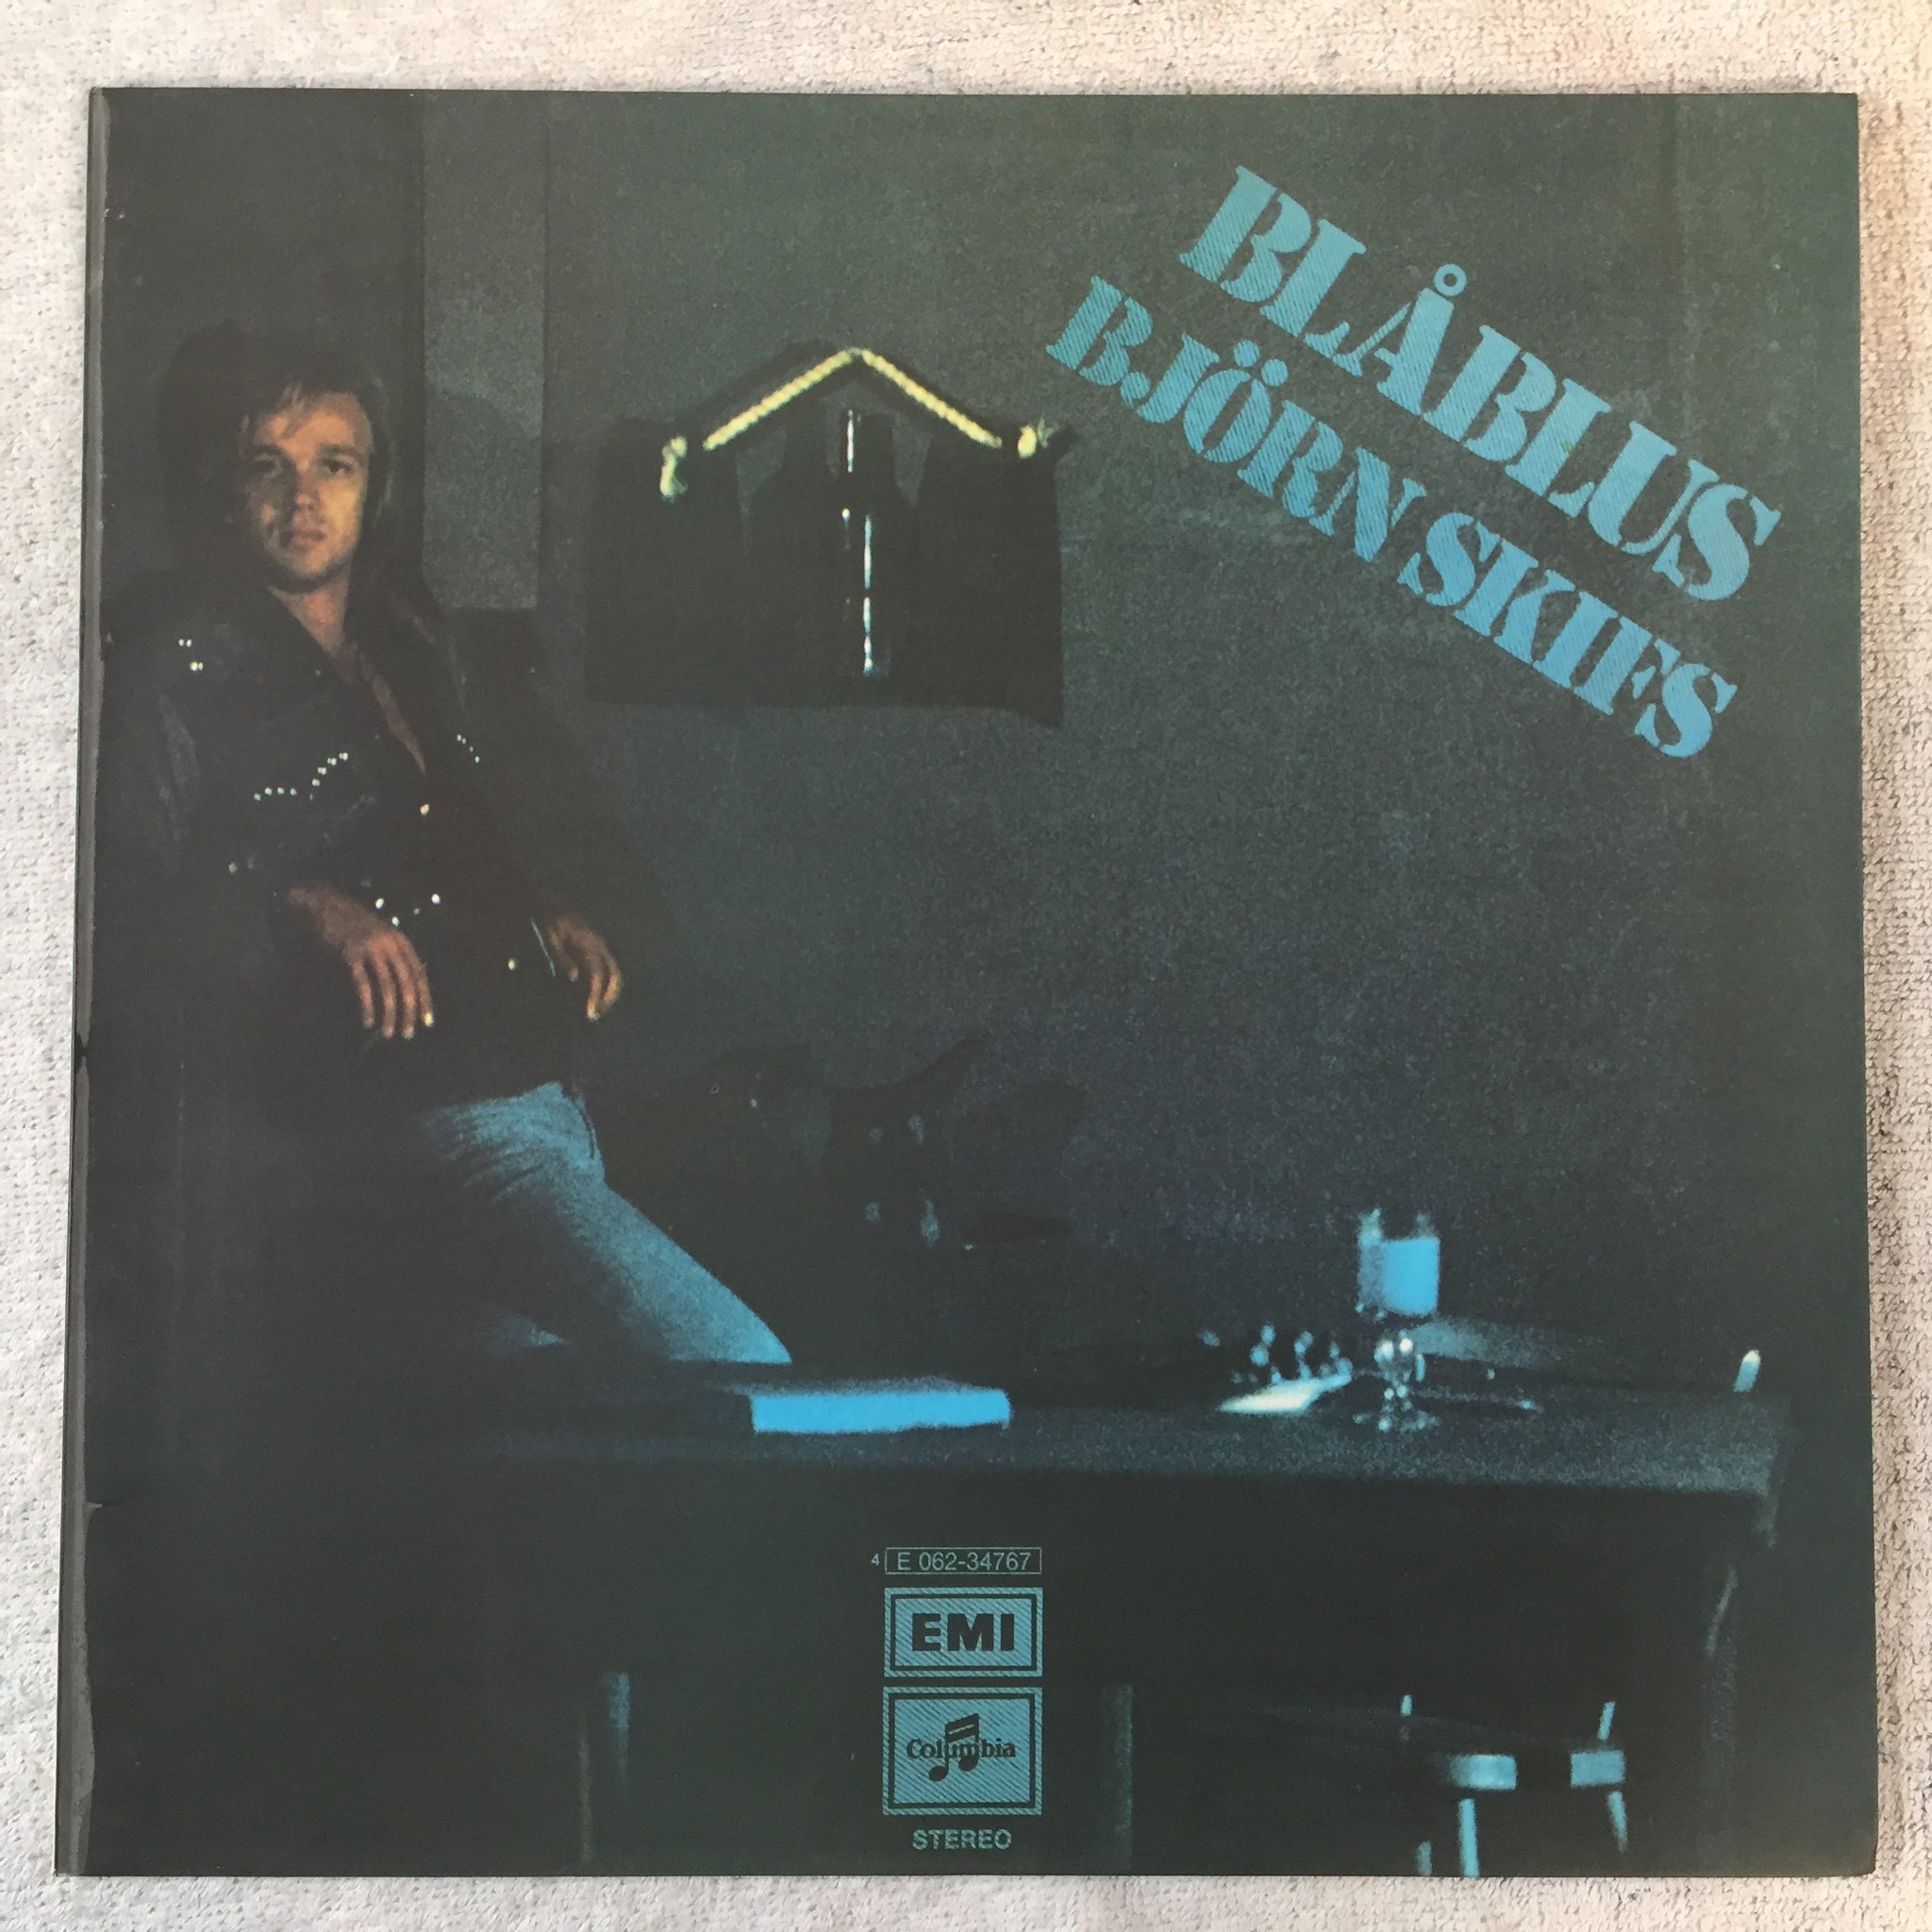 BLÅBLUS
BJÖRN SKIFS
4 E 062-34767
EMI
Columbia
STEREO